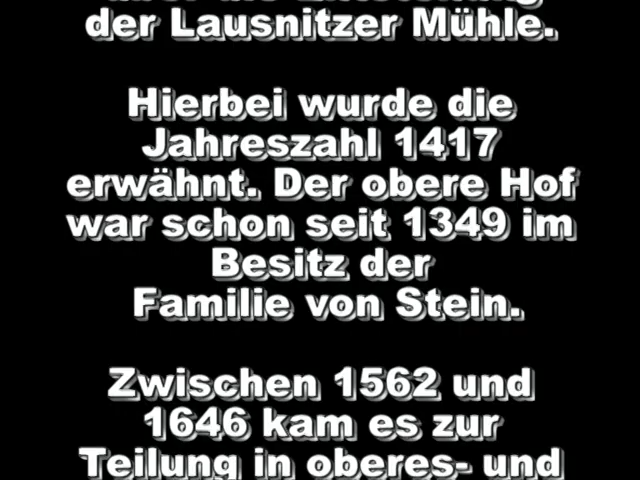 der Lausnitzer Mühle.
Hierbei wurde die
Jahreszahl 1417
erwähnt. Der obere Hof
war schon seit 1349 im
Besitz der
Familie von Stein.
Zwischen 1562 und
1646 kam es zur
Teilung in oberes- und